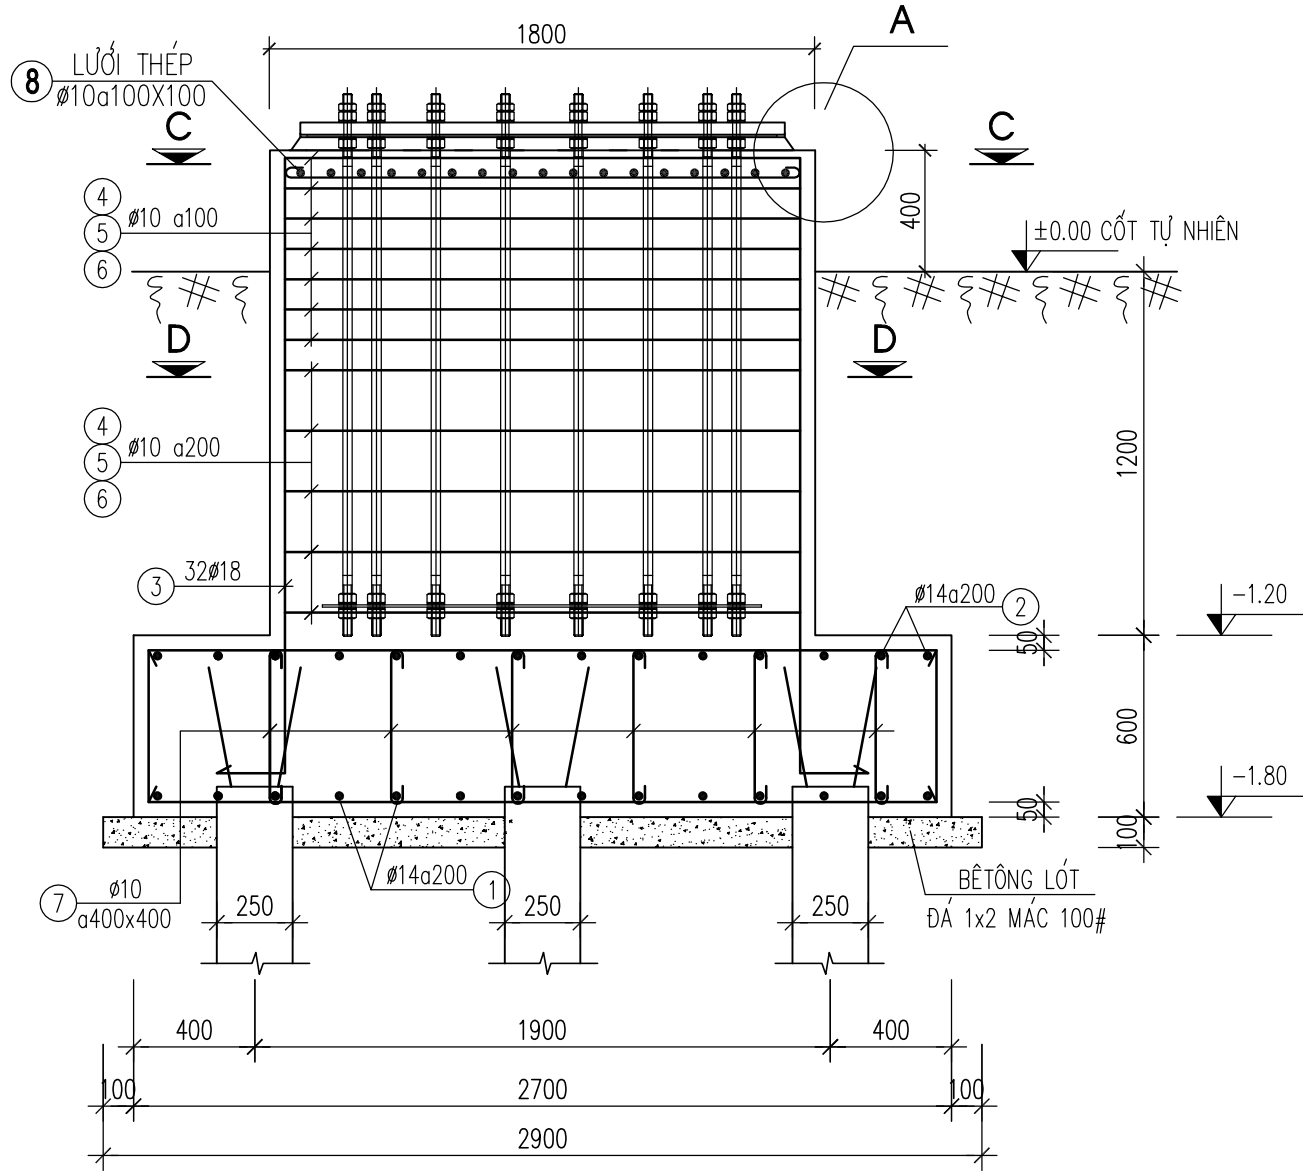 1800
A
8
LƯỚI THÉP
Ø10a100X100
C
C
4
5
6
Ø10 a100
400
±0.00 CỐT TỰ NHIÊN
D
D
4
5
6
Ø10 a200
1200
3
32Ø18
Ø14a200
2
-1.20
50
600
-1.80
50
100
7
Ø10
a400x400
Ø14a200
1
BÊTÔNG LÓT
ĐÁ 1x2 MÁC 100#
250
250
250
400
1900
400
100
2700
100
2900